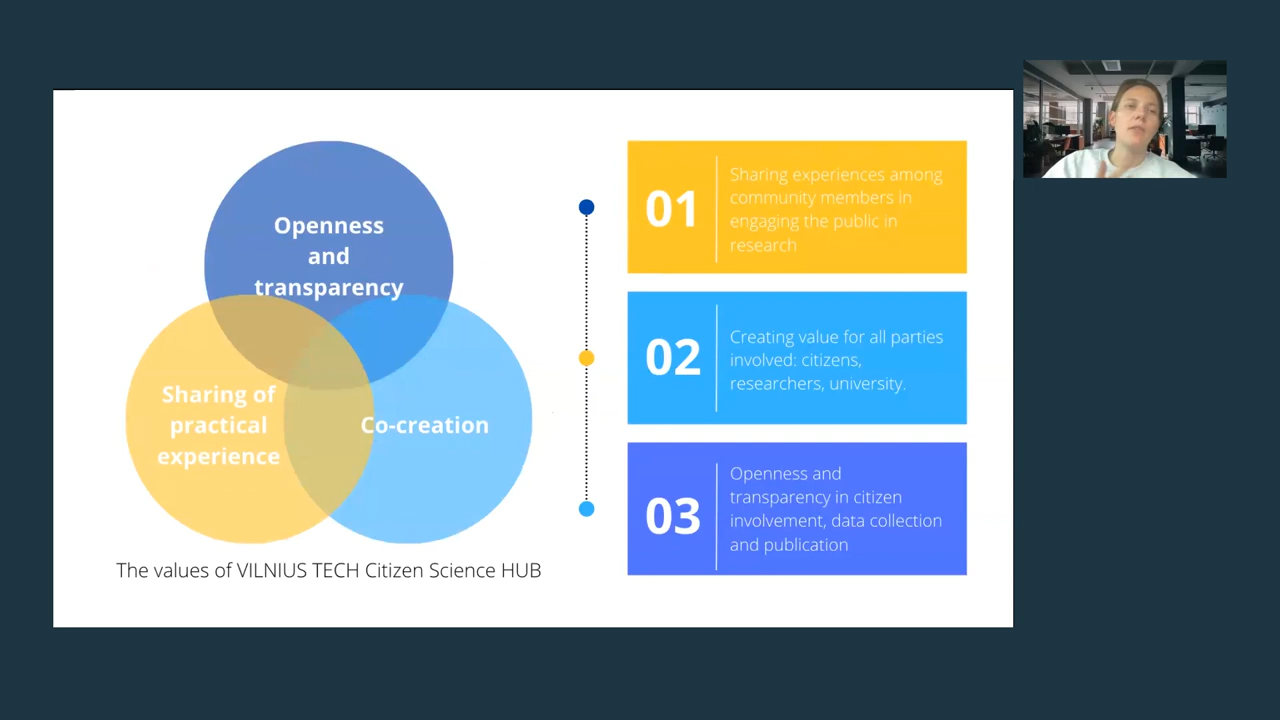 Openness
and
transparency
Sharing of
practical
experience
Co-creation
The values of VILNIUS TECH Citizen Science HUB
01
Sharing experiences among
community members in
engaging the public in
research
02
Creating value for all parties
involved: citizens,
researchers, university.
03
Openness and
transparency in citizen
involvement, data collection
and publication